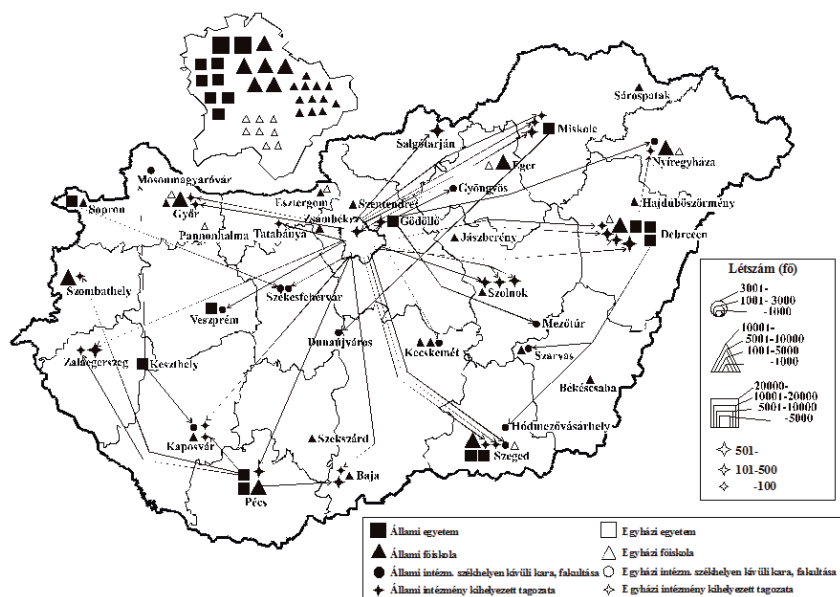 Sárospatak
Miskolc
Salgótarján
Nyíregyháza
Eger
Mosonmagyaróvár
Gyöngyös
Esztergom
Szentendre
Hajdúböszörmény
Sopron
Győr
Zsámbék
Gödöllő
Tatabánya
Pannonhalma
Jászberény
Debrecen
Létszám (fő)
3001-
1001- 3000
-1000
10001-
5001-10000
1001-5000
-1000
20000-
10001-20000
5001-10000
-5000
501-
101-500
-100
Szombathely
Székesfehérvár
Szolnok
Veszprém
Mezőtúr
Dunaújváros
Kecskemét
Szarvas
Zalaegerszeg
Keszthely
Békéscsaba
Hódmezővásárhely
Kaposvár
Szekszárd
Szeged
Baja
Pécs
Állami egyetem
Egyházi egyetem
Állami főiskola
Egyházi főiskola
Állami intézm. székhelyen kívüli kara, fakultása
Egyházi intézm. székhelyen kívüli kara, fakultása
Állami intézmény kihelyezett tagozata
Egyházi intézmény kihelyezett tagozata